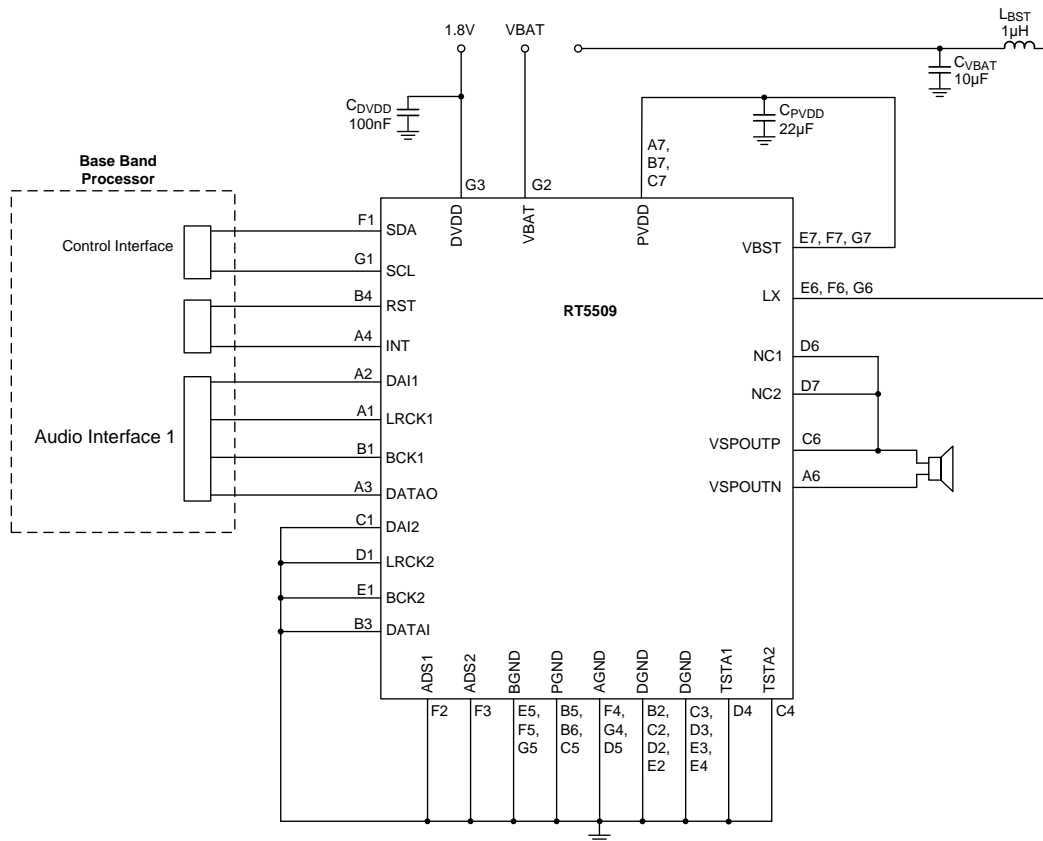 L_BST
1µH
1.8V
VBAT
C_VBAT
10µF
C_DVDD
100nF
C_PVDD
22µF
A7,
B7,
C7
Base Band
Processor
G3
G2
DVDD
VBAT
PVDD
F1
SDA
Control Interface
E7, F7, G7
VBST
G1
SCL
E6, F6, G6
LX
B4
RST
RT5509
A4
INT
D6
NC1
A2
DAI1
D7
NC2
A1
LRCK1
Audio Interface 1
C6
VSPOUTP
B1
BCK1
A6
VSPOUTN
A3
DATAO
C1
DAI2
D1
LRCK2
E1
BCK2
B3
DATAI
ADS1
ADS2
BGND
PGND
AGND
DGND
DGND
TSTA1
TSTA2
F2
F3
E5,
F5,
G5
B5,
B6,
C5
F4,
G4,
D5
B2,
C2,
D2,
E2
C3,
D3,
E3,
E4
D4
C4